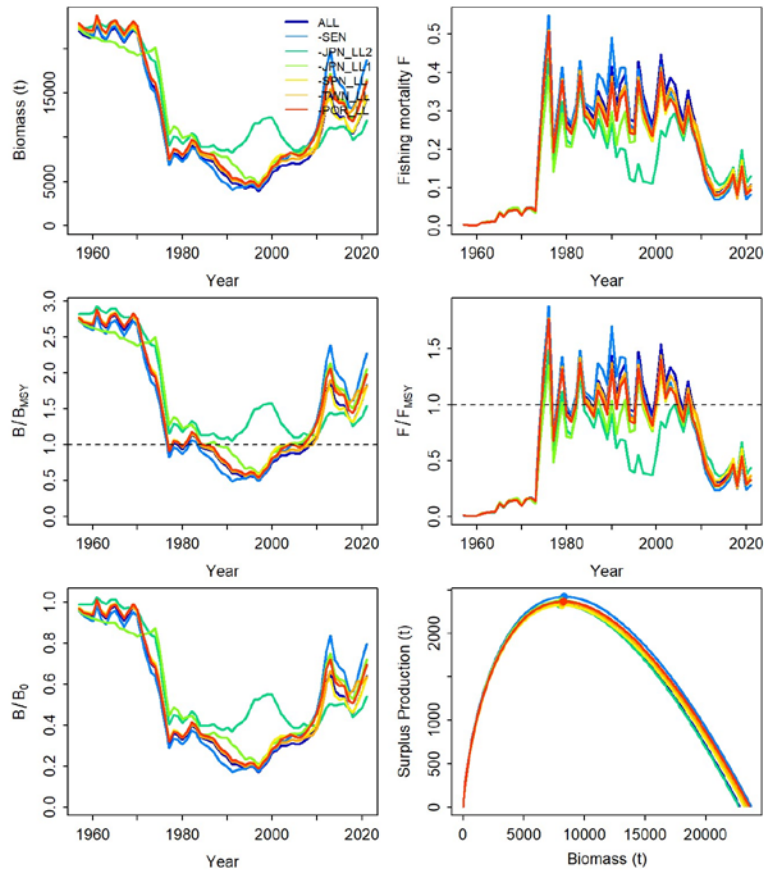 Biomass (t)
15000
5000
0
ALL
-SEN
-JPN_LL2
-JPN_LL1
-SPN_LL
-TWN_LL
-POR_LL
1960 1980 2000 2020
Year
Fishing mortality F
0.5
0.4
0.3
0.2
0.1
0.0
1960 1980 2000 2020
Year
B/BMSY
3.0
2.5
2.0
1.5
1.0
0.5
0.0
1960 1980 2000 2020
Year
F/FMSY
1.5
1.0
0.5
0.0
1960 1980 2000 2020
Year
B/B0
1.0
0.8
0.6
0.4
0.2
0.0
1960 1980 2000 2020
Year
Surplus Production (t)
2000
1500
1000
500
0
0 5000 10000 15000 20000
Biomass (t)